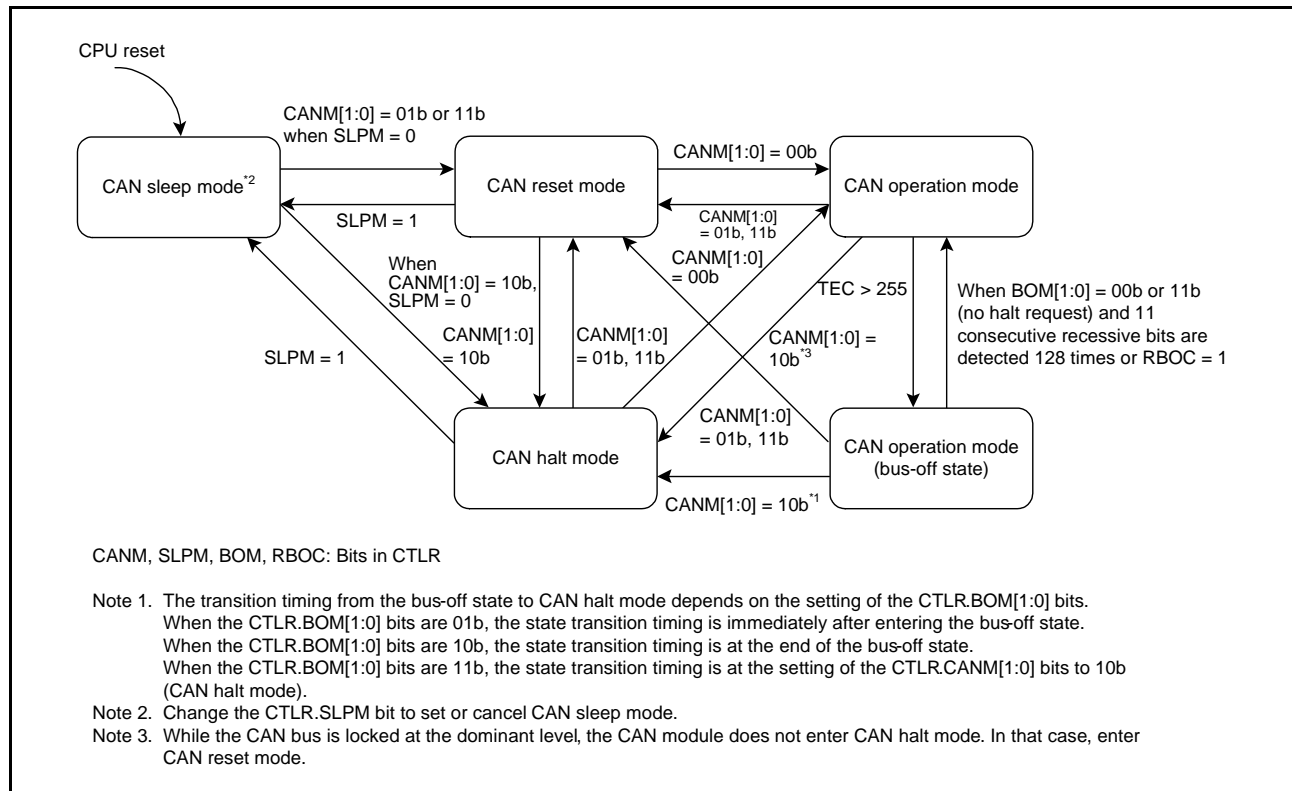 CPU reset
CANM[1:0] = 01b or 11b
when SLPM = 0
CAN sleep mode*2
CAN reset mode
CANM[1:0] = 00b
CAN operation mode
SLPM = 1
CANM[1:0]
= 01b, 11b
When
CANM[1:0] = 10b,
SLPM = 0
CANM[1:0]
= 00b
TEC > 255
When BOM[1:0] = 00b or 11b
(no halt request) and 11
consecutive recessive bits are
detected 128 times or RBOC = 1
SLPM = 1
CANM[1:0]
= 10b
CANM[1:0]
= 01b, 11b
CANM[1:0] =
10b*3
CAN halt mode
CANM[1:0]
= 01b, 11b
CAN operation mode
(bus-off state)
CANM[1:0] = 10b*1
CANM, SLPM, BOM, RBOC: Bits in CTLR
Note 1. The transition timing from the bus-off state to CAN halt mode depends on the setting of the CTLR.BOM[1:0] bits.
When the CTLR.BOM[1:0] bits are 01b, the state transition timing is immediately after entering the bus-off state.
When the CTLR.BOM[1:0] bits are 10b, the state transition timing is at the end of the bus-off state.
When the CTLR.BOM[1:0] bits are 11b, the state transition timing is at the setting of the CTLR.CANM[1:0] bits to 10b
(CAN halt mode).
Note 2. Change the CTLR.SLPM bit to set or cancel CAN sleep mode.
Note 3. While the CAN bus is locked at the dominant level, the CAN module does not enter CAN halt mode. In that case, enter
CAN reset mode.